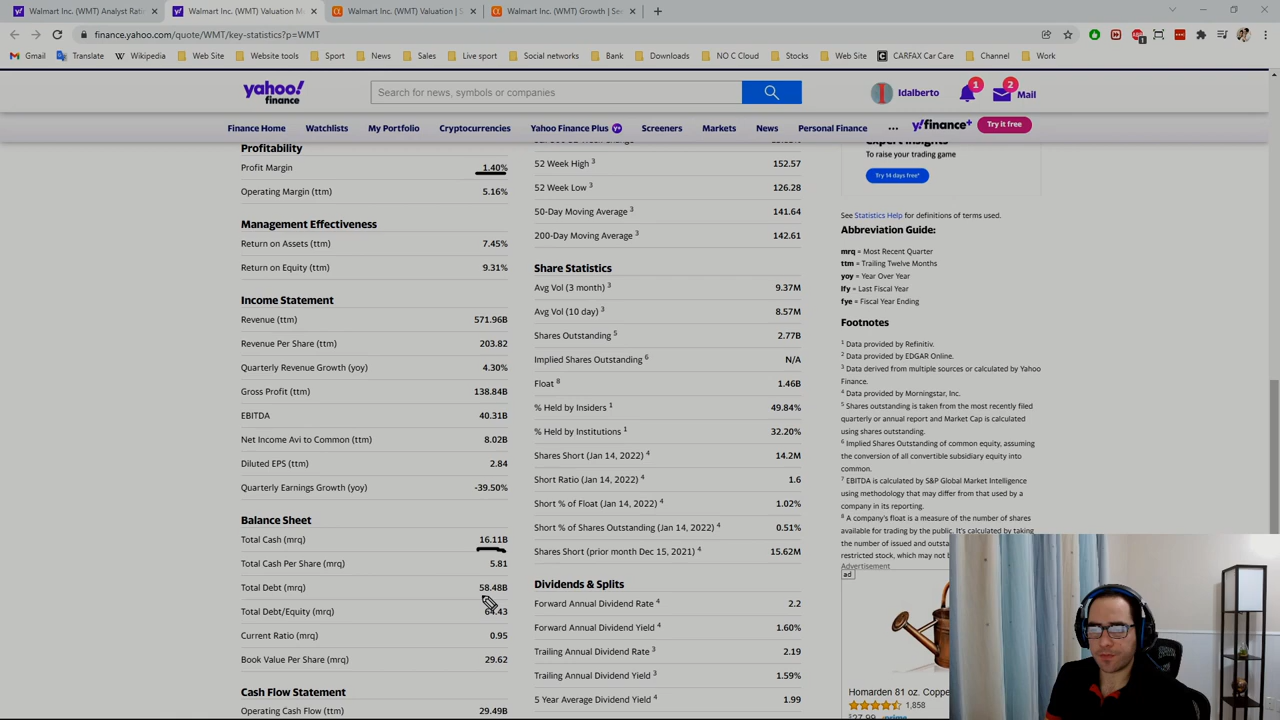 Walmart Inc. (WMT) Analyst Rati
Walmart Inc. (WMT) Valuation M
Walmart Inc. (WMT) Valuation | S
Walmart Inc. (WMT) Growth | See
finance.yahoo.com/quote/WMT/key-statistics?p=WMT
Gmail
Translate
Wikipedia
Web Site
Website tools
Sport
News
Sales
Live sport
Social networks
Bank
Downloads
NO C Cloud
Stocks
Web Site
CARFAX Car Care
Channel
Work
yahoo!
finance
Search for news, symbols or companies
Idalberto
1
2
Mail
Finance Home
Watchlists
My Portfolio
Cryptocurrencies
Yahoo Finance Plus
Screeners
Markets
News
Personal Finance
...
y!finance+
Try it free
Profitability
Profit Margin 1.40%
Operating Margin (ttm) 5.16%
Management Effectiveness
Return on Assets (ttm) 7.45%
Return on Equity (ttm) 9.31%
Income Statement
Revenue (ttm) 571.96B
Revenue Per Share (ttm) 203.82
Quarterly Revenue Growth (yoy) 4.30%
Gross Profit (ttm) 138.84B
EBITDA 40.31B
Net Income Avi to Common (ttm) 8.02B
Diluted EPS (ttm) 2.84
Quarterly Earnings Growth (yoy) -39.50%
Balance Sheet
Total Cash (mrq) 16.11B
Total Cash Per Share (mrq) 5.81
Total Debt (mrq) 58.48B
Total Debt/Equity (mrq) 64.43
Current Ratio (mrq) 0.95
Book Value Per Share (mrq) 29.62
Cash Flow Statement
Operating Cash Flow (ttm) 29.49B
52 Week High 3 152.57
52 Week Low 3 126.28
50-Day Moving Average 3 141.64
200-Day Moving Average 3 142.61
Share Statistics
Avg Vol (3 month) 3 9.37M
Avg Vol (10 day) 3 8.57M
Shares Outstanding 5 2.77B
Implied Shares Outstanding 6 N/A
Float 8 1.46B
% Held by Insiders 1 49.84%
% Held by Institutions 1 32.20%
Shares Short (Jan 14, 2022) 4 14.2M
Short Ratio (Jan 14, 2022) 4 1.6
Short % of Float (Jan 14, 2022) 4 1.02%
Short % of Shares Outstanding (Jan 14, 2022) 4 0.51%
Shares Short (prior month Dec 15, 2021) 4 15.62M
Dividends & Splits
Forward Annual Dividend Rate 4 2.2
Forward Annual Dividend Yield 4 1.60%
Trailing Annual Dividend Rate 3 2.19
Trailing Annual Dividend Yield 3 1.59%
5 Year Average Dividend Yield 4 1.99
Expert Insights
To raise your trading game
Try 14 days free*
See Statistics Help for definitions of terms used.
Abbreviation Guide:
mrq = Most Recent Quarter
ttm = Trailing Twelve Months
yoy = Year Over Year
lfy = Last Fiscal Year
fye = Fiscal Year Ending
Footnotes
1 Data provided by Refinitiv.
2 Data provided by EDGAR Online.
3 Data derived from multiple sources or calculated by Yahoo
Finance.
4 Data provided by Morningstar, Inc.
5 Shares outstanding is taken from the most recently filed
quarterly or annual report and Market Cap is calculated
using shares outstanding.
6 Implied Shares Outstanding of common equity, assuming
the conversion of all convertible subsidiary equity into
common.
7 EBITDA is calculated by S&P Global Market Intelligence
using methodology that may differ from that used by a
company in its reporting.
8 A company's float is a measure of the number of shares
available for trading by the public. It's calculated by taking
the number of issued and outsta
restricted stock, which may not
Advertisement
ad
Homarden 81 oz. Coppe
1,858